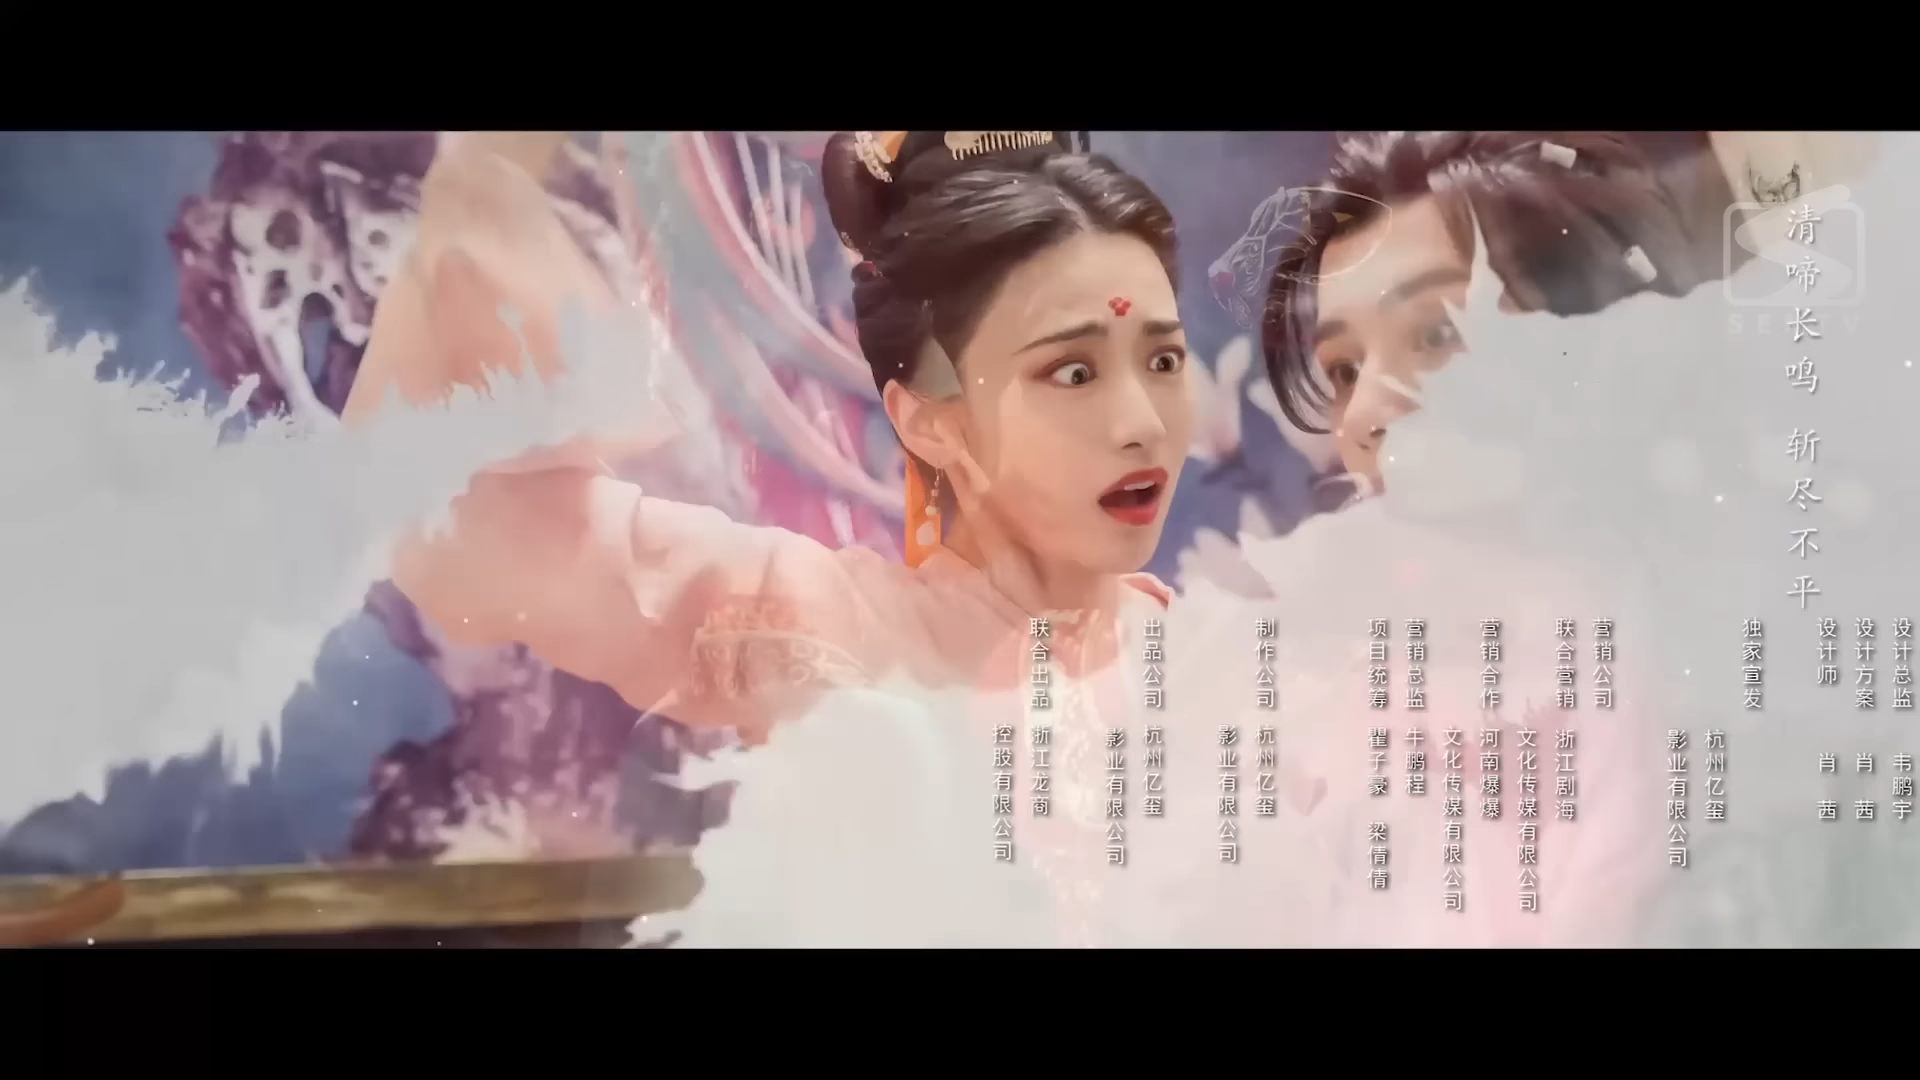 清啼长鸣 斩尽不平
设计总监 韦鹏宇
设计方案 肖茜
设计师 肖茜
独家宣发 杭州亿玺
影业有限公司
营销公司
联合营销 浙江剧海
文化传媒有限公司
营销合作 河南爆爆
文化传媒有限公司
营销总监 牛鹏程
项目统筹 瞿子豪 梁倩倩
制作公司 杭州亿玺
影业有限公司
出品公司 杭州亿玺
影业有限公司
联合出品 浙江龙商
控股有限公司